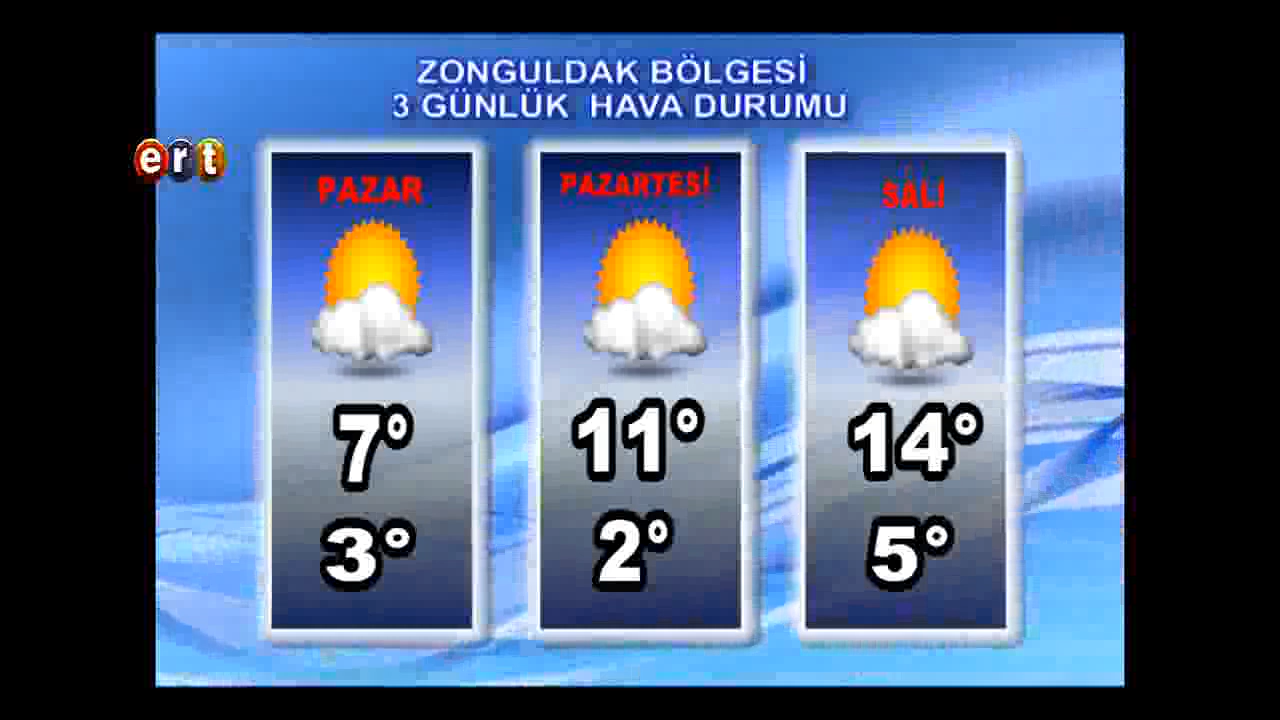 ZONGULDAK BÖLGESİ
3 GÜNLÜK HAVA DURUMU
ert
PAZAR
7°
3°
PAZARTESİ
11°
2°
SALİ
14°
5°